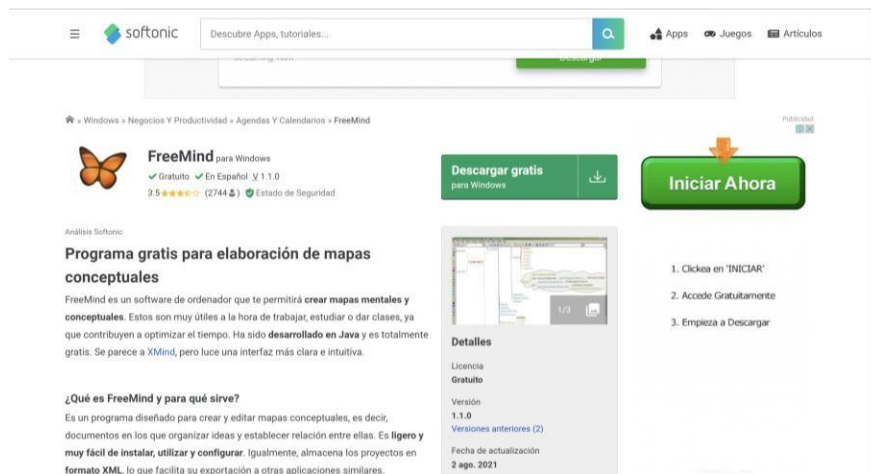 softonic
Descubre Apps, tutoriales...
Apps
Juegos
Artículos
Descargar
» Windows » Negocios Y Productividad » Agendas Y Calendarios » FreeMind
Publicidad
FreeMind para Windows
Gratuito En Español V 1.1.0
3.5 (2744) Estado de Seguridad
Descargar gratis
para Windows
Iniciar Ahora
1. Clickea en 'INICIAR'
2. Accede Gratuitamente
3. Empieza a Descargar
Análisis Softonic
Programa gratis para elaboración de mapas
conceptuales
FreeMind es un software de ordenador que te permitirá crear mapas mentales y
conceptuales. Estos son muy útiles a la hora de trabajar, estudiar o dar clases, ya
que contribuyen a optimizar el tiempo. Ha sido desarrollado en Java y es totalmente
gratis. Se parece a XMind, pero luce una interfaz más clara e intuitiva.
¿Qué es FreeMind y para qué sirve?
Es un programa diseñado para crear y editar mapas conceptuales, es decir,
documentos en los que organizar ideas y establecer relación entre ellas. Es ligero y
muy fácil de instalar, utilizar y configurar. Igualmente, almacena los proyectos en
formato XML, lo que facilita su exportación a otras aplicaciones similares.
1/3
Detalles
Licencia
Gratuito
Versión
1.1.0
Versiones anteriores (2)
Fecha de actualización
2 ago. 2021